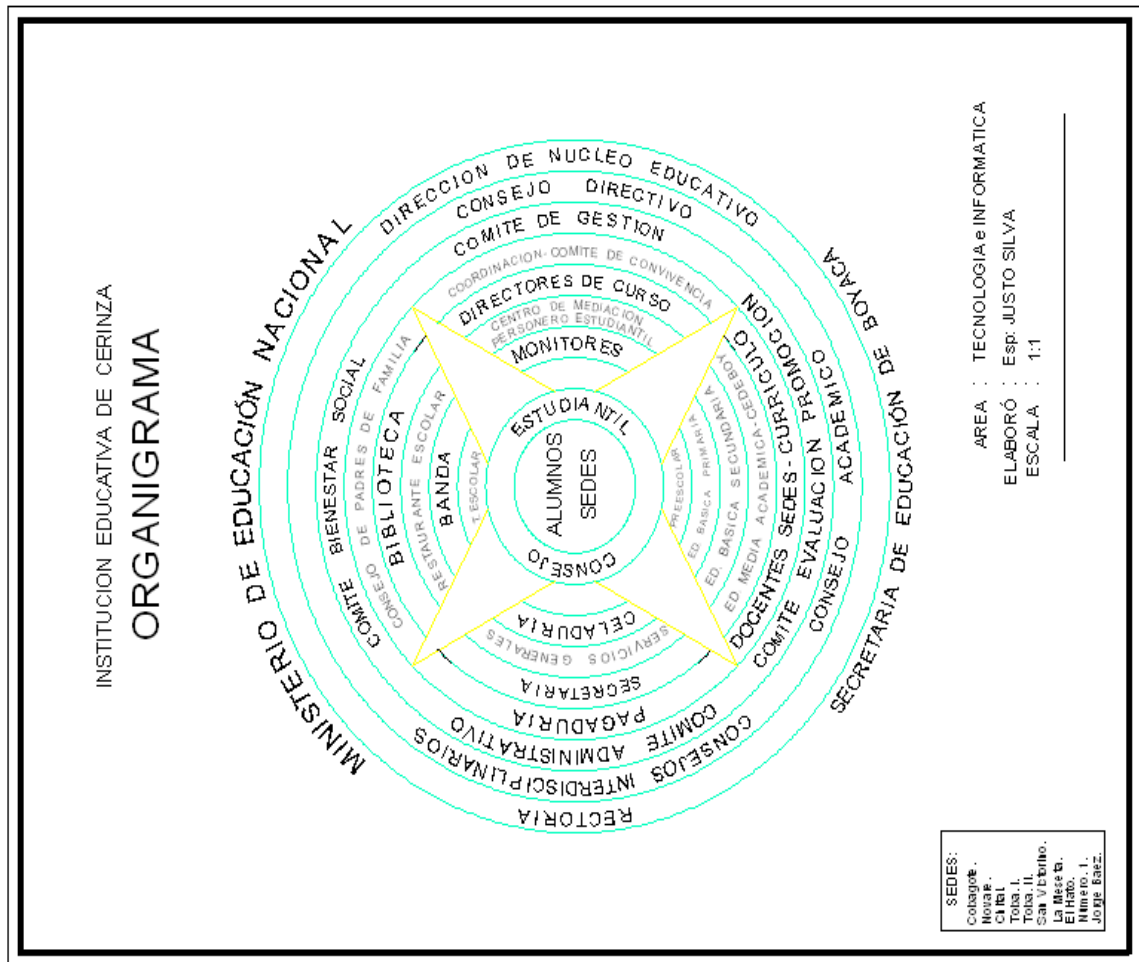 INSTITUCION EDUCATIVA DE CERINZA
ORGANIGRAMA
MINISTERIO DE EDUCACIÓN NACIONAL
DIRECCION DE NUCLEO EDUCATIVO
SECRETARIA DE EDUCACIÓN DE BOYACA
RECTORIA
CONSEJO DIRECTIVO
COMITE DE GESTION
COORDINACION-COMITE DE CONVIVENCIA
DIRECTORES DE CURSO
CENTRO DE MEDIACION
PERSONERO ESTUDIANTIL
MONITORES
COMITE BIENESTAR SOCIAL
CONSEJO DE PADRES DE FAMILIA
BIBLIOTECA
RESTAURANTE ESCOLAR
BANDA
T.ESCOLAR
CONSEJO ESTUDIANTIL
ALUMNOS
SEDES
PREESCOLAR
ED. BASICA PRIMARIA
ED. BASICA SECUNDARIA
ED MEDIA ACADEMICA-CEDEBOY
DOCENTES SEDES-CURRICULO
COMITE EVALUACION PROMOCION
CONSEJO ACADEMICO
CELADURIA
SERVICIOS GENERALES
SECRETARIA
PAGADURIA
COMITE ADMINISTRATIVO
CONSEJOS INTERDISCIPLINARIOS
AREA : TECNOLOGIA e INFORMATICA
ELABORÓ : Esp: JUSTO SILVA
ESCALA : 1:1
SEDES:
Cobagote.
Novare.
Chital.
Toba. I.
Toba. II.
San Victorino.
La Meseta.
El Hato.
Número. 1.
Jorge Baez.